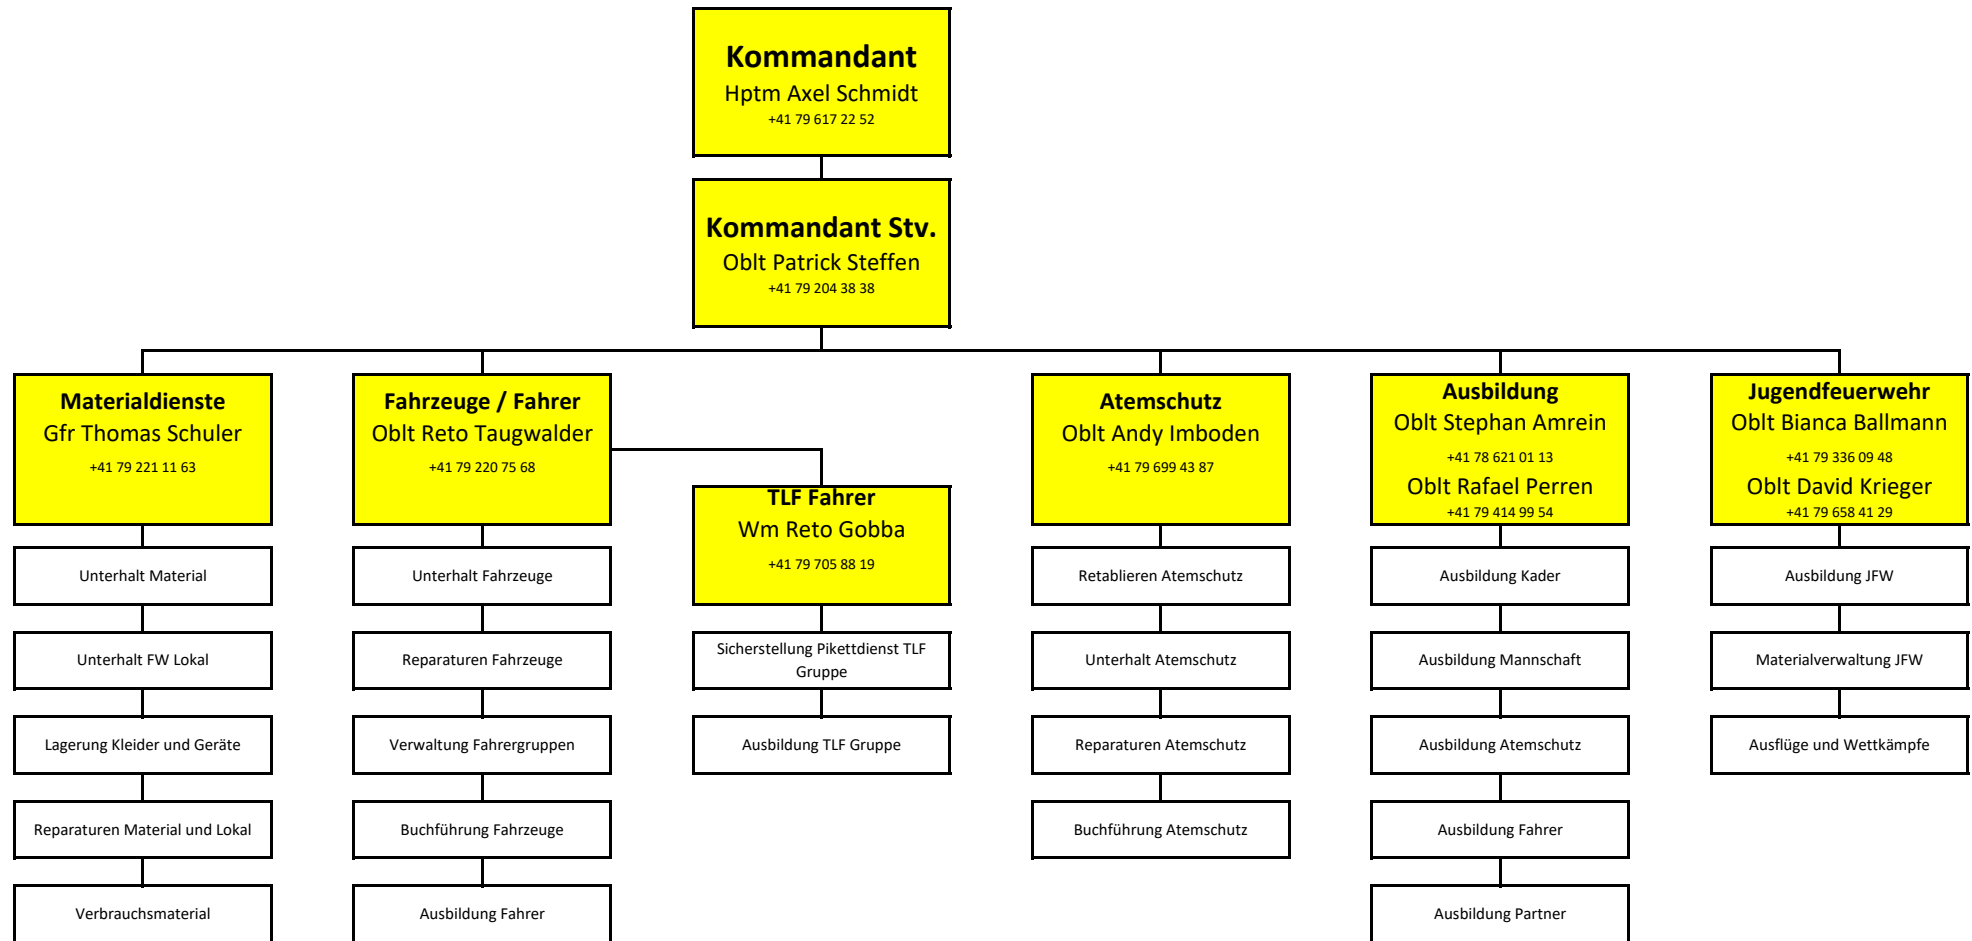 Kommandant
Hptm Axel Schmidt
+41 79 617 22 52
Kommandant Stv.
Oblt Patrick Steffen
+41 79 204 38 38
Materialdienste
Gfr Thomas Schuler
+41 79 221 11 63
Unterhalt Material
Unterhalt FW Lokal
Lagerung Kleider und Geräte
Reparaturen Material und Lokal
Verbrauchsmaterial
Fahrzeuge / Fahrer
Oblt Reto Taugwalder
+41 79 220 75 68
Unterhalt Fahrzeuge
Reparaturen Fahrzeuge
Verwaltung Fahrergruppen
Buchführung Fahrzeuge
Ausbildung Fahrer
TLF Fahrer
Wm Reto Gobba
+41 79 705 88 19
Sicherstellung Pikettdienst TLF
Gruppe
Ausbildung TLF Gruppe
Atemschutz
Oblt Andy Imboden
+41 79 699 43 87
Retablieren Atemschutz
Unterhalt Atemschutz
Reparaturen Atemschutz
Buchführung Atemschutz
Ausbildung
Oblt Stephan Amrein
+41 78 621 01 13
Oblt Rafael Perren
+41 79 414 99 54
Ausbildung Kader
Ausbildung Mannschaft
Ausbildung Atemschutz
Ausbildung Fahrer
Ausbildung Partner
Jugendfeuerwehr
Oblt Bianca Ballmann
+41 79 336 09 48
Oblt David Krieger
+41 79 658 41 29
Ausbildung JFW
Materialverwaltung JFW
Ausflüge und Wettkämpfe